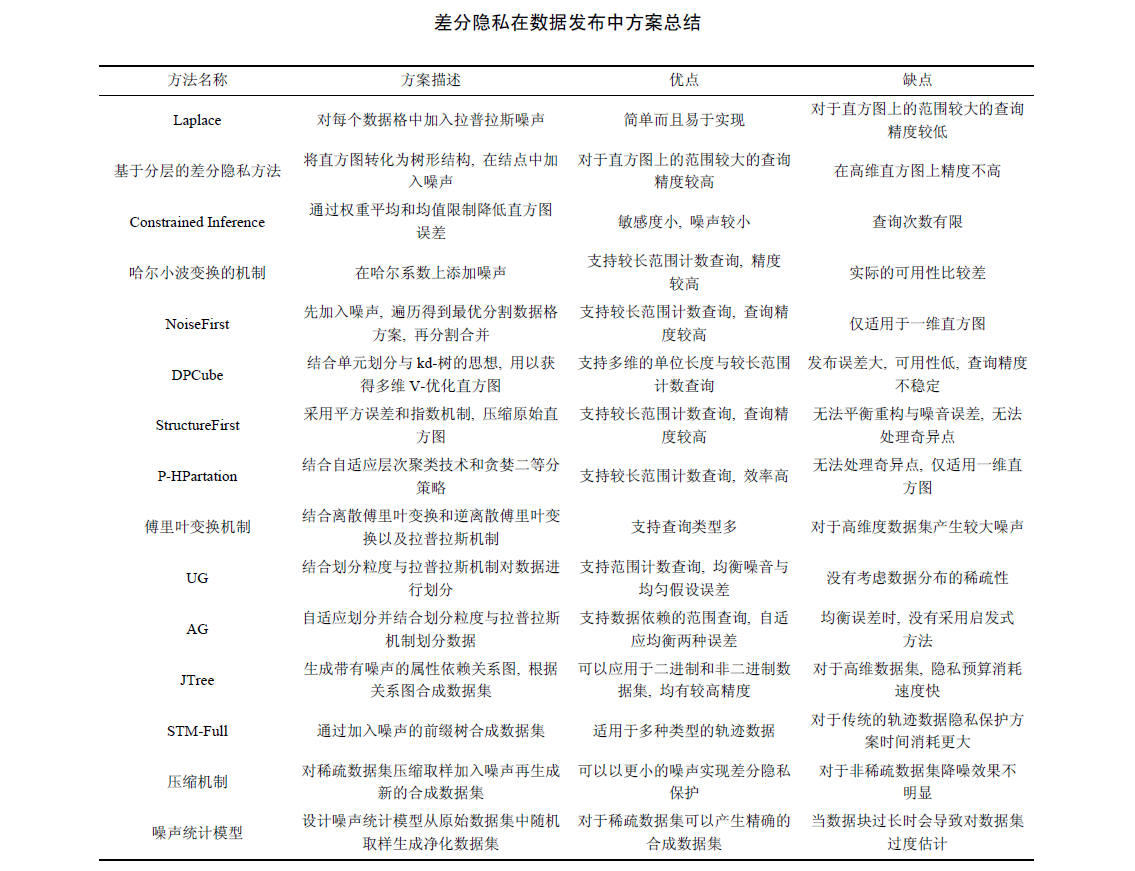 差分隐私在数据发布中方案总结
方法名称 方案描述 优点 缺点
Laplace 对每个数据格中加入拉普拉斯噪声 简单而且易于实现 对于直方图上的范围较大的查询
精度较低
基于分层的差分隐私方法 将直方图转化为树形结构, 在结点中加
入噪声 对于直方图上的范围较大的查询
精度较高 在高维直方图上精度不高
Constrained Inference 通过权重平均和均值限制降低直方图
误差 敏感度小, 噪声较小 查询次数有限
哈尔小波变换的机制 在哈尔系数上添加噪声 支持较长范围计数查询, 精度
较高 实际的可用性比较差
NoiseFirst 先加入噪声, 遍历得到最优分割数据格
方案, 再分割合并 支持较长范围计数查询, 查询精
度较高 仅适用于一维直方图
DPCube 结合单元划分与 kd-树的思想, 用以获
得多维 V-优化直方图 支持多维的单位长度与较长范围
计数查询 发布误差大, 可用性低, 查询精度
不稳定
StructureFirst 采用平方误差和指数机制, 压缩原始直
方图 支持较长范围计数查询, 查询精
度较高 无法平衡重构与噪音误差, 无法
处理奇异点
P-HPartation 结合自适应层次聚类技术和贪婪二等分
策略 支持较长范围计数查询, 效率高 无法处理奇异点, 仅适用一维直
方图
傅里叶变换机制 结合离散傅里叶变换和逆离散傅里叶变
换以及拉普拉斯机制 支持查询类型多 对于高维度数据集产生较大噪声
UG 结合划分粒度与拉普拉斯机制对数据进
行划分 支持范围计数查询, 均衡噪音与
均匀假设误差 没有考虑数据分布的稀疏性
AG 自适应划分并结合划分粒度与拉普拉斯
机制划分数据 支持数据依赖的范围查询, 自适
应均衡两种误差 均衡误差时, 没有采用启发式
方法
JTree 生成带有噪声的属性依赖关系图, 根据
关系图合成数据集 可以应用于二进制和非二进制数
据集, 均有较高精度 对于高维数据集, 隐私预算消耗
速度快
STM-Full 通过加入噪声的前缀树合成数据集 适用于多种类型的轨迹数据 对于传统的轨迹数据隐私保护方
案时间消耗更大
压缩机制 对稀疏数据集压缩取样加入噪声再生成
新的合成数据集 可以以更小的噪声实现差分隐私
保护 对于非稀疏数据集降噪效果不
明显
噪声统计模型 设计噪声统计模型从原始数据集中随机
取样生成净化数据集 对于稀疏数据集可以产生精确的
合成数据集 当数据块过长时会导致对数据集
过度估计